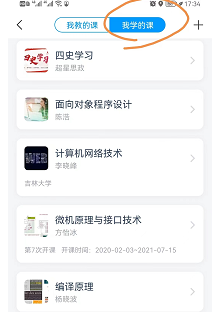 17:34
我教的课 我学的课
四史学习
超星思政
面向对象程序设计
陈浩
计算机网络技术
李晓峰
吉林大学
微机原理与接口技术
方怡冰
第7次开课 开课时间：2020-02-03~2021-07-15
编译原理
杨晓波